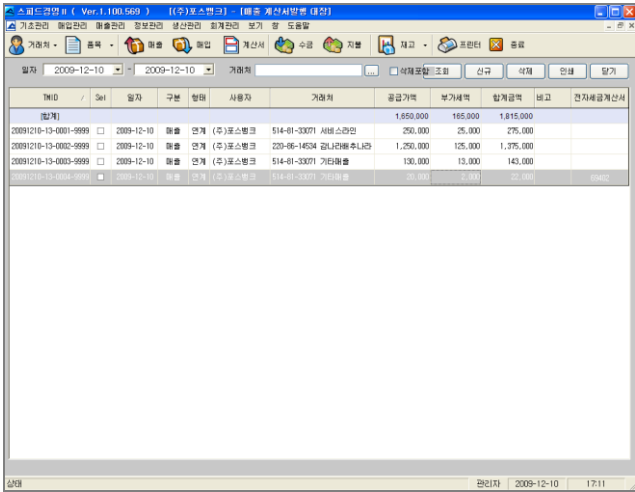 스피드경영 II ( Ver.1.100.569 ) [(주)포스뱅크] - [매출 계산서발행 대장]
기초관리 매입관리 매출관리 정보관리 생산관리 회계관리 보기 창 도움말
거래처 품목 매출 매입 계산서 수금 지불 재고 프린터 종료
일자 2009-12-10 ~ 2009-12-10 거래처 ... 삭제포함 조회 신규 삭제 인쇄 닫기
TMID / Sel 일자 구분 형태 사용자 거래처 공급가액 부가세액 합계금액 비고 전자세금계산서
[합계] 1,650,000 165,000 1,815,000
20091210-13-0001-9999 2009-12-10 매출 연계 (주)포스뱅크 514-81-33071 서비스라인 250,000 25,000 275,000
20091210-13-0002-9999 2009-12-10 매출 연계 (주)포스뱅크 220-86-14534 감나라배추나라 1,250,000 125,000 1,375,000
20091210-13-0003-9999 2009-12-10 매출 연계 (주)포스뱅크 514-81-33071 기타매출 130,000 13,000 143,000
20091210-13-0004-9999 2009-12-10 매출 연계 (주)포스뱅크 514-81-33071 기타매출 20,000 2,000 22,000 69402
상태 관리자 2009-12-10 17:11